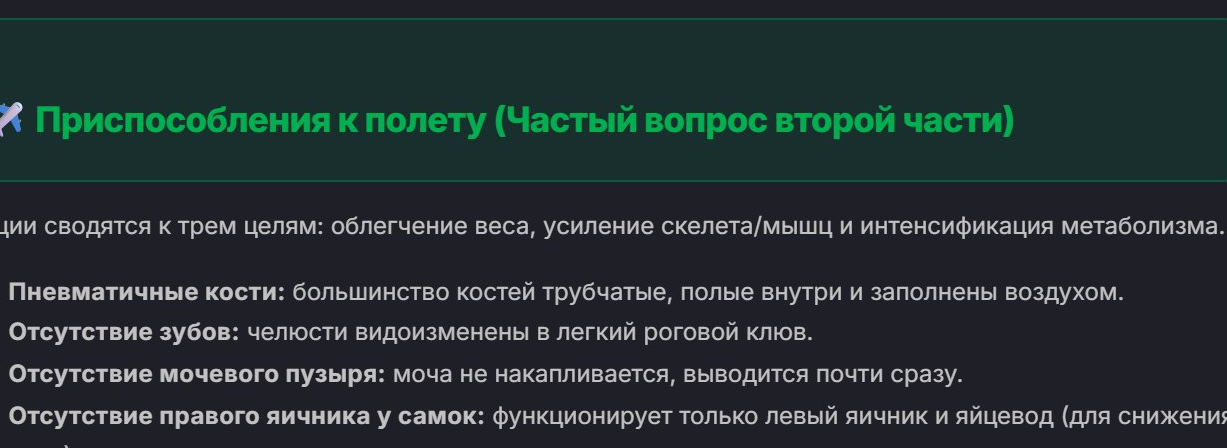 Приспособления к полету (Частый вопрос второй части)
ции сводятся к трем целям: облегчение веса, усиление скелета/мышц и интенсификация метаболизма.
Пневматичные кости: большинство костей трубчатые, полые внутри и заполнены воздухом.
Отсутствие зубов: челюсти видоизменены в легкий роговой клюв.
Отсутствие мочевого пузыря: моча не накапливается, выводится почти сразу.
Отсутствие правого яичника у самок: функционирует только левый яичник и яйцевод (для снижения